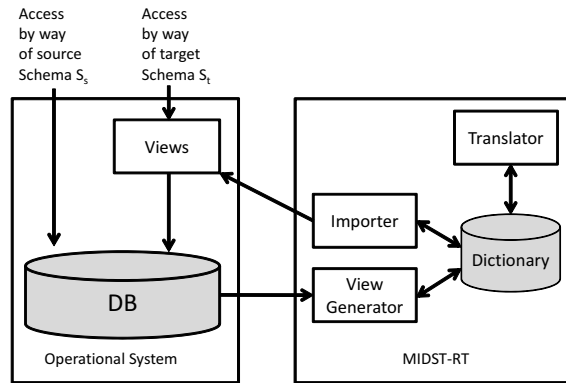 Access
by way
of source
Schema Ss
Access
by way
of target
Schema St
Views
Translator
Importer
Dictionary
DB
View
Generator
Operational System
MIDST-RT